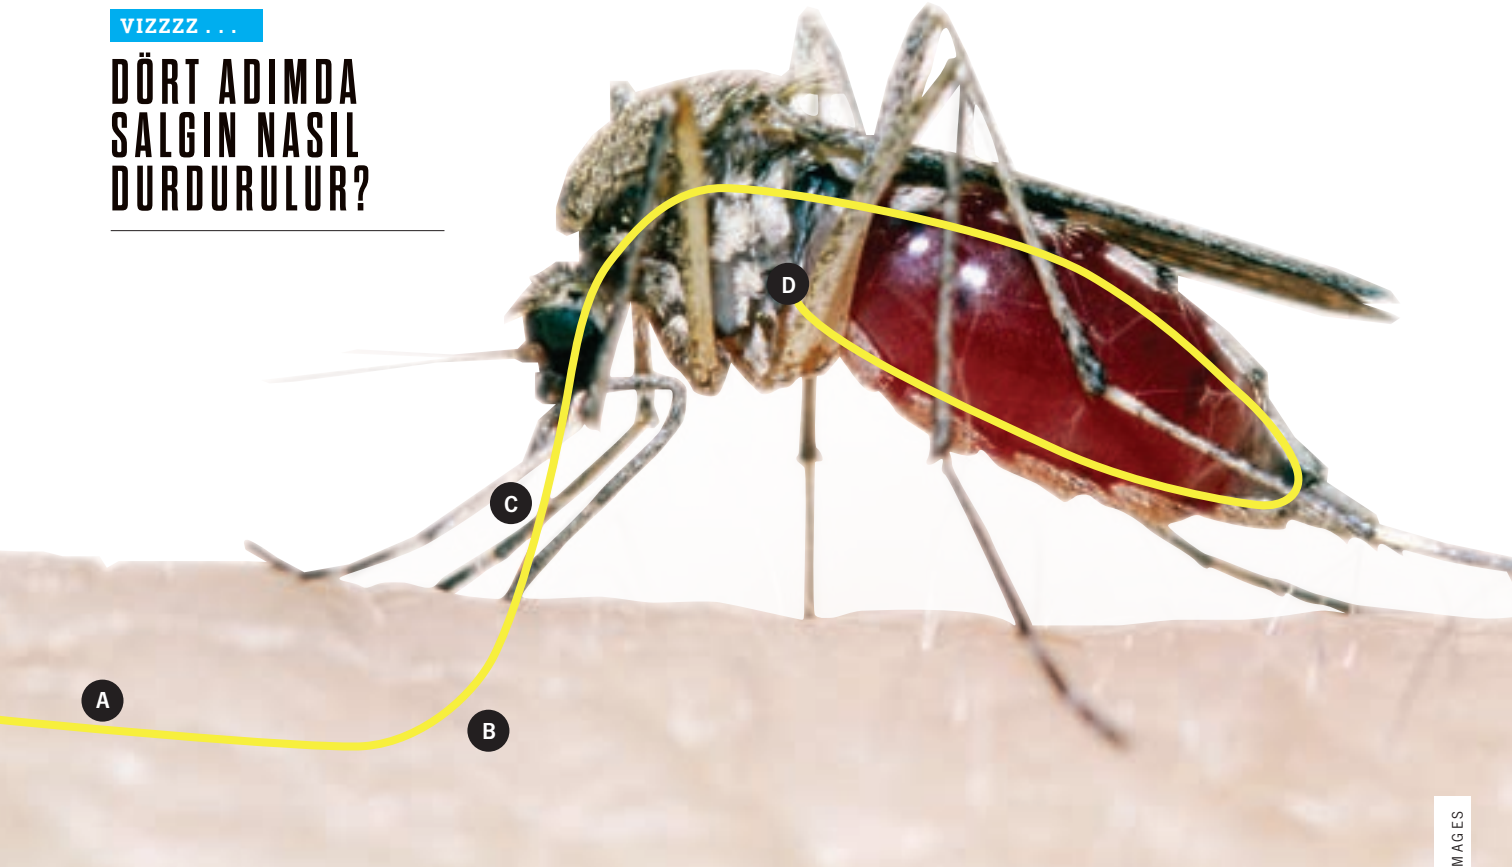 VIZZZZ . . .
DÖRT ADIMDA
SALGIN NASIL
DURDURULUR?
D
C
A
B
MAGES